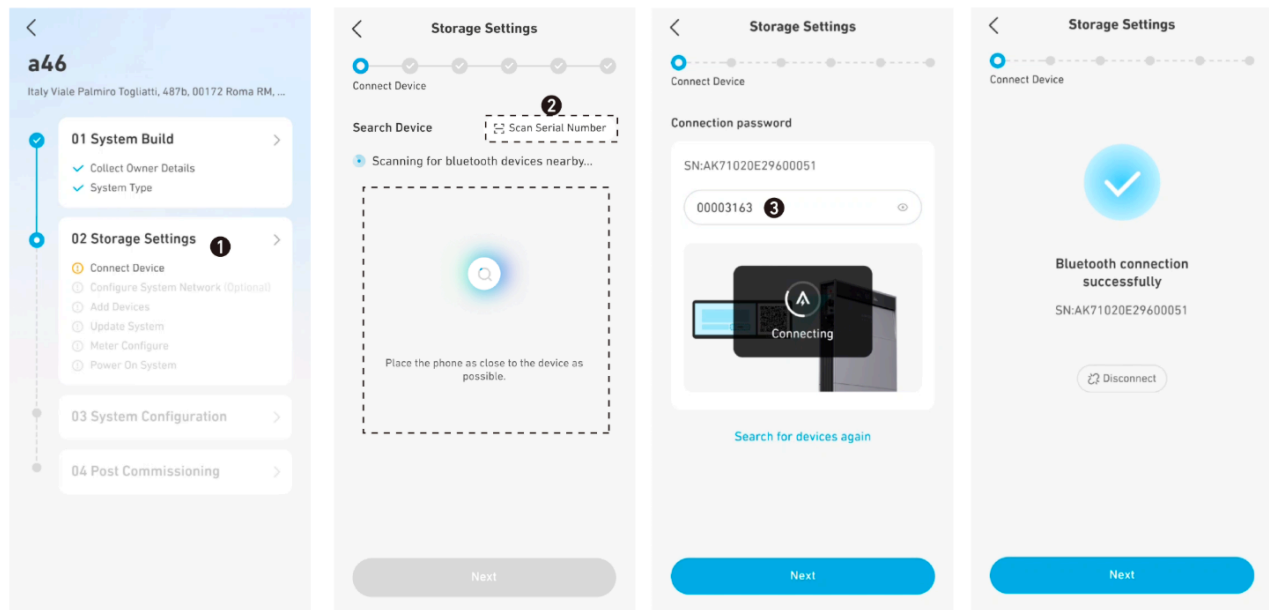 a46
Italy Viale Palmiro Togliatti, 487b, 00172 Roma RM, ...
01 System Build
Collect Owner Details
System Type
02 Storage Settings
1
Connect Device
Configure System Network (Optional)
Add Devices
Update System
Meter Configure
Power On System
03 System Configuration
04 Post Commissioning
Storage Settings
Connect Device
2
Search Device
Scan Serial Number
Scanning for bluetooth devices nearby...
Place the phone as close to the device as
possible.
Next
Storage Settings
Connect Device
Connection password
SN:AK71020E29600051
00003163
3
Connecting
Search for devices again
Next
Storage Settings
Connect Device
Bluetooth connection
successfully
SN:AK71020E29600051
Disconnect
Next